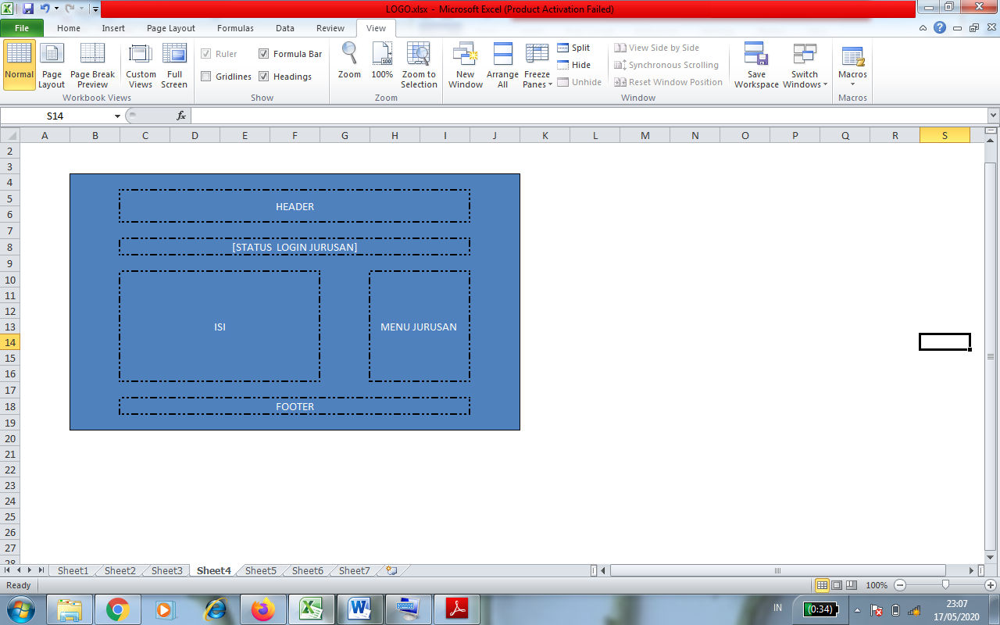 LOGO.xlsx - Microsoft Excel (Product Activation Failed)
File Home Insert Page Layout Formulas Data Review View
Normal
Page Layout
Page Break Preview
Custom Views
Full Screen
Workbook Views
Ruler
Formula Bar
Gridlines
Headings
Show
Zoom
100
100%
Zoom to Selection
Zoom
New Window
Arrange All
Freeze Panes
Split
Hide
Unhide
View Side by Side
Synchronous Scrolling
Reset Window Position
Window
Save Workspace
Switch Windows
Macros
Macros
S14
fx
A B C D E F G H I J K L M N O P Q R S
2
3
4
5
HEADER
6
7
8 [STATUS LOGIN JURUSAN]
9
10
11
12
13 ISI MENU JURUSAN
14
15
16
17
18 FOOTER
19
20
21
22
23
24
25
26
27
28
Sheet1 Sheet2 Sheet3 Sheet4 Sheet5 Sheet6 Sheet7
Ready 100%
IN (0:34) 23:07
17/05/2020